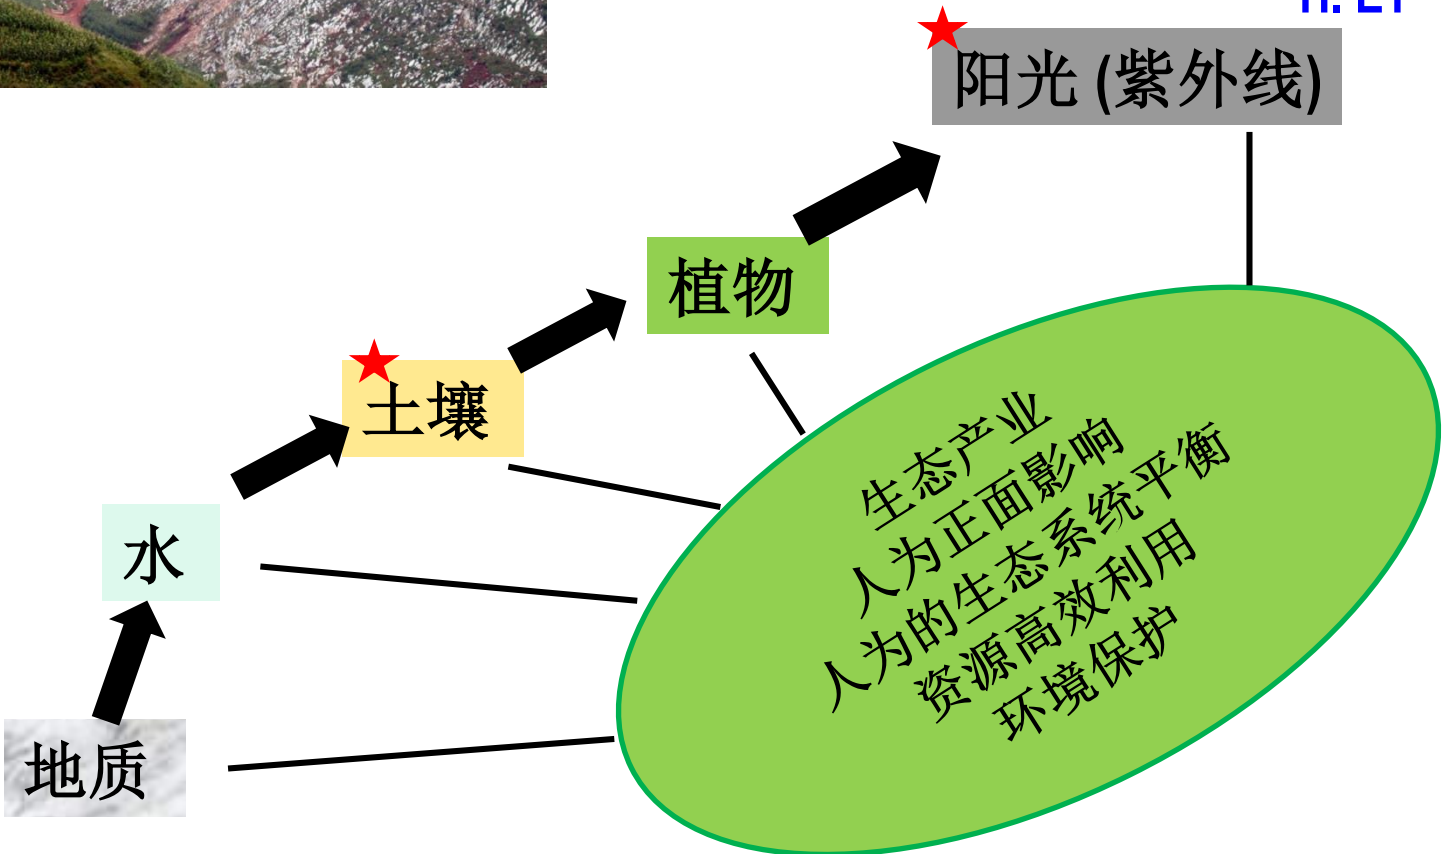 阳光 (紫外线)
植物
土壤
水
地质
生态产业
人为正面影响
人为的生态系统平衡
资源高效利用
环境保护